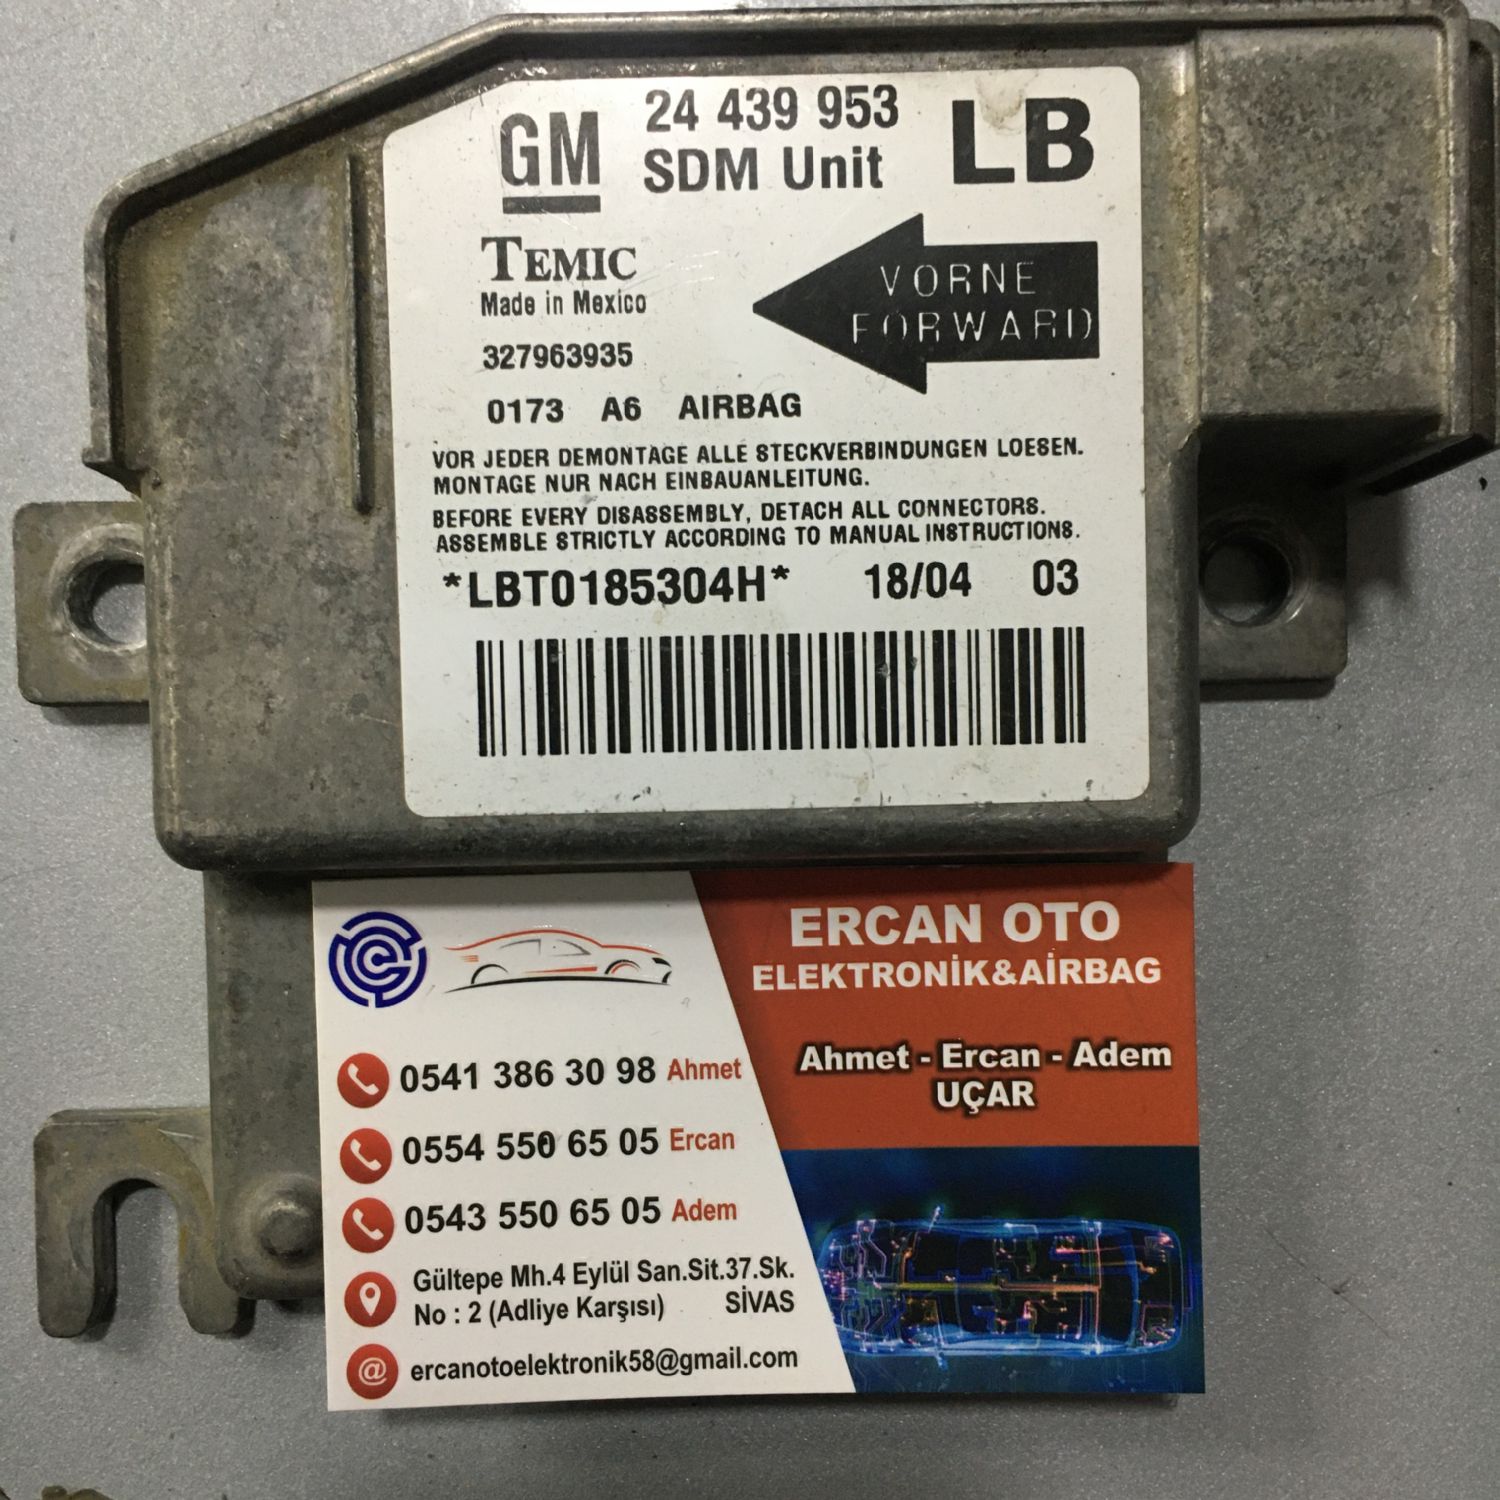 GM
24 439 953
SDM Unit
LB
TEMIC
Made in Mexico
327963935
VORNE
FORWARD
0173 A6 AIRBAG
VOR JEDER DEMONTAGE ALLE STECKVERBINDUNGEN LOESEN.
MONTAGE NUR NACH EINBAUANLEITUNG.
BEFORE EVERY DISASSEMBLY, DETACH ALL CONNECTORS.
ASSEMBLE STRICTLY ACCORDING TO MANUAL INSTRUCTIONS.
*LBT0185304H* 18/04 03
ERCAN OTO
ELEKTRONİK&AİRBAG
Ahmet - Ercan - Adem
UÇAR
0541 386 30 98 Ahmet
0554 550 6 505 Ercan
0543 550 6 505 Adem
Gültepe Mh.4 Eylül San.Sit.37.Sk.
No : 2 (Adliye Karşısı) SİVAS
@ ercanotoelektronik58@gmail.com